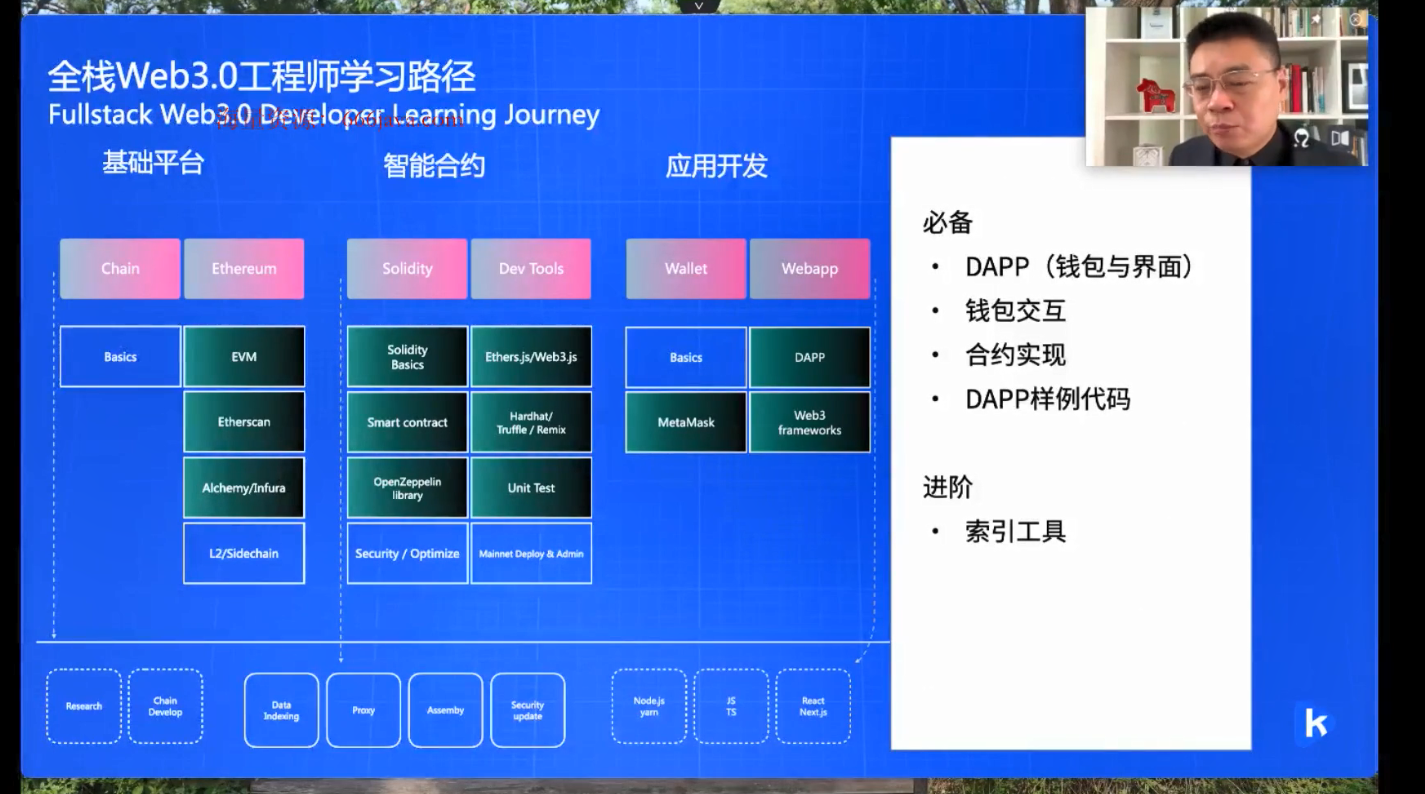 全栈Web3.0工程师学习路径
Fullstack Web3.0 Developer Learning Journey
666java.com
基础平台
智能合约
应用开发
Chain
Ethereum
Solidity
Dev Tools
Wallet
Webapp
Basics
EVM
Solidity
Basics
Ethers.js/Web3.js
Basics
DAPP
Etherscan
Smart contract
Hardhat/
Truffle / Remix
MetaMask
Web3
frameworks
Alchemy/Infura
OpenZeppelin
library
Unit Test
L2/Sidechain
Security / Optimize
Mainnet Deploy & Admin
Research
Chain
Develop
Data
Indexing
Proxy
Assemby
Security
update
Node.js
yarn
JS
TS
React
Next.js
必备
• DAPP（钱包与界面）
• 钱包交互
• 合约实现
• DAPP样例代码
进阶
• 索引工具
k